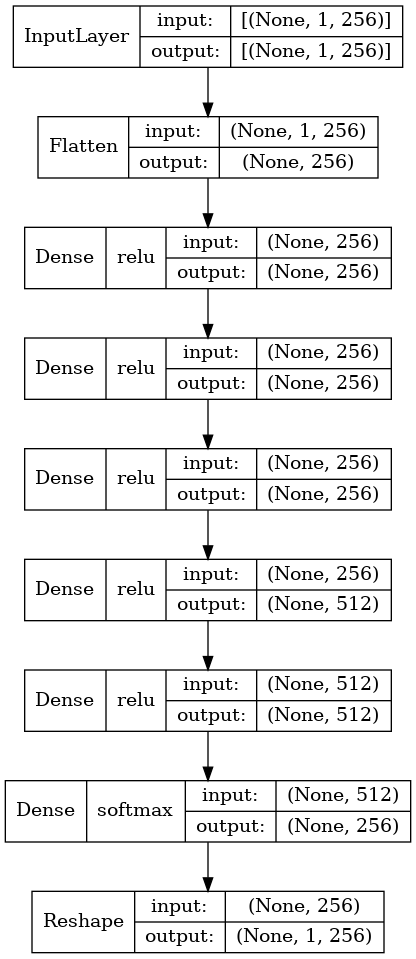 InputLayer input: [(None, 1, 256)]
output: [(None, 1, 256)]
Flatten input: (None, 1, 256)
output: (None, 256)
Dense relu input: (None, 256)
output: (None, 256)
Dense relu input: (None, 256)
output: (None, 256)
Dense relu input: (None, 256)
output: (None, 256)
Dense relu input: (None, 256)
output: (None, 512)
Dense relu input: (None, 512)
output: (None, 512)
Dense softmax input: (None, 512)
output: (None, 256)
Reshape input: (None, 256)
output: (None, 1, 256)